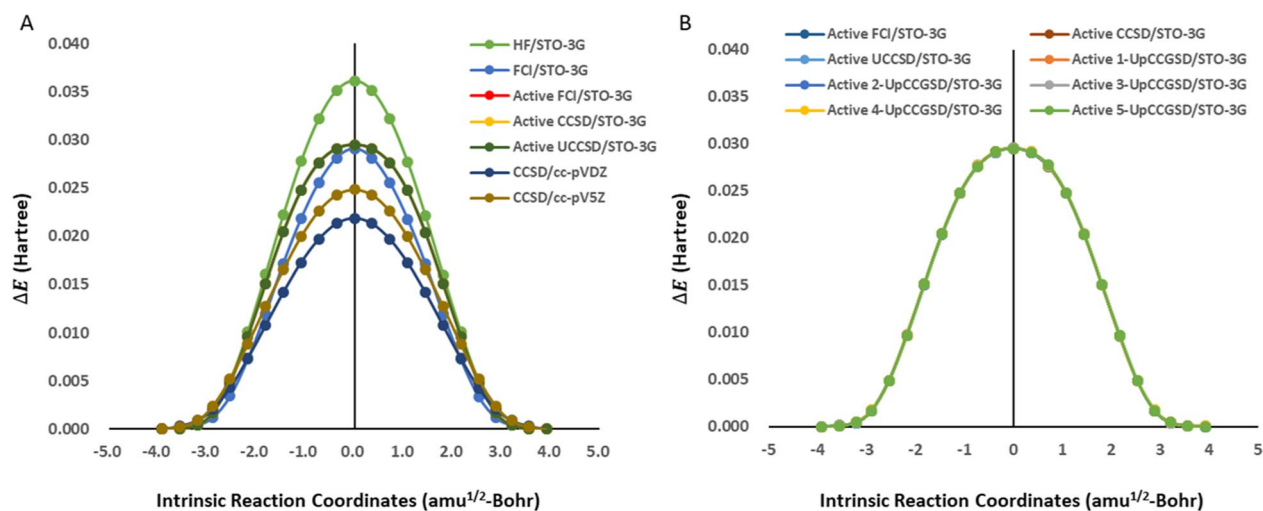 A
HF/STO-3G
FCI/STO-3G
Active FCI/STO-3G
Active CCSD/STO-3G
Active UCCSD/STO-3G
CCSD/cc-pVDZ
CCSD/cc-pV5Z
0.040
0.035
0.030
0.025
0.020
0.015
0.010
0.005
0.000
ΔE (Hartree)
-5.0 -4.0 -3.0 -2.0 -1.0 0.0 1.0 2.0 3.0 4.0 5.0
Intrinsic Reaction Coordinates (amu^1/2-Bohr)
B
Active FCI/STO-3G Active CCSD/STO-3G
Active UCCSD/STO-3G Active 1-UpCCGSD/STO-3G
Active 2-UpCCGSD/STO-3G Active 3-UpCCGSD/STO-3G
Active 4-UpCCGSD/STO-3G Active 5-UpCCGSD/STO-3G
0.040
0.035
0.030
0.025
0.020
0.015
0.010
0.005
0.000
ΔE (Hartree)
-5 -4 -3 -2 -1 0 1 2 3 4 5
Intrinsic Reaction Coordinates (amu^1/2-Bohr)